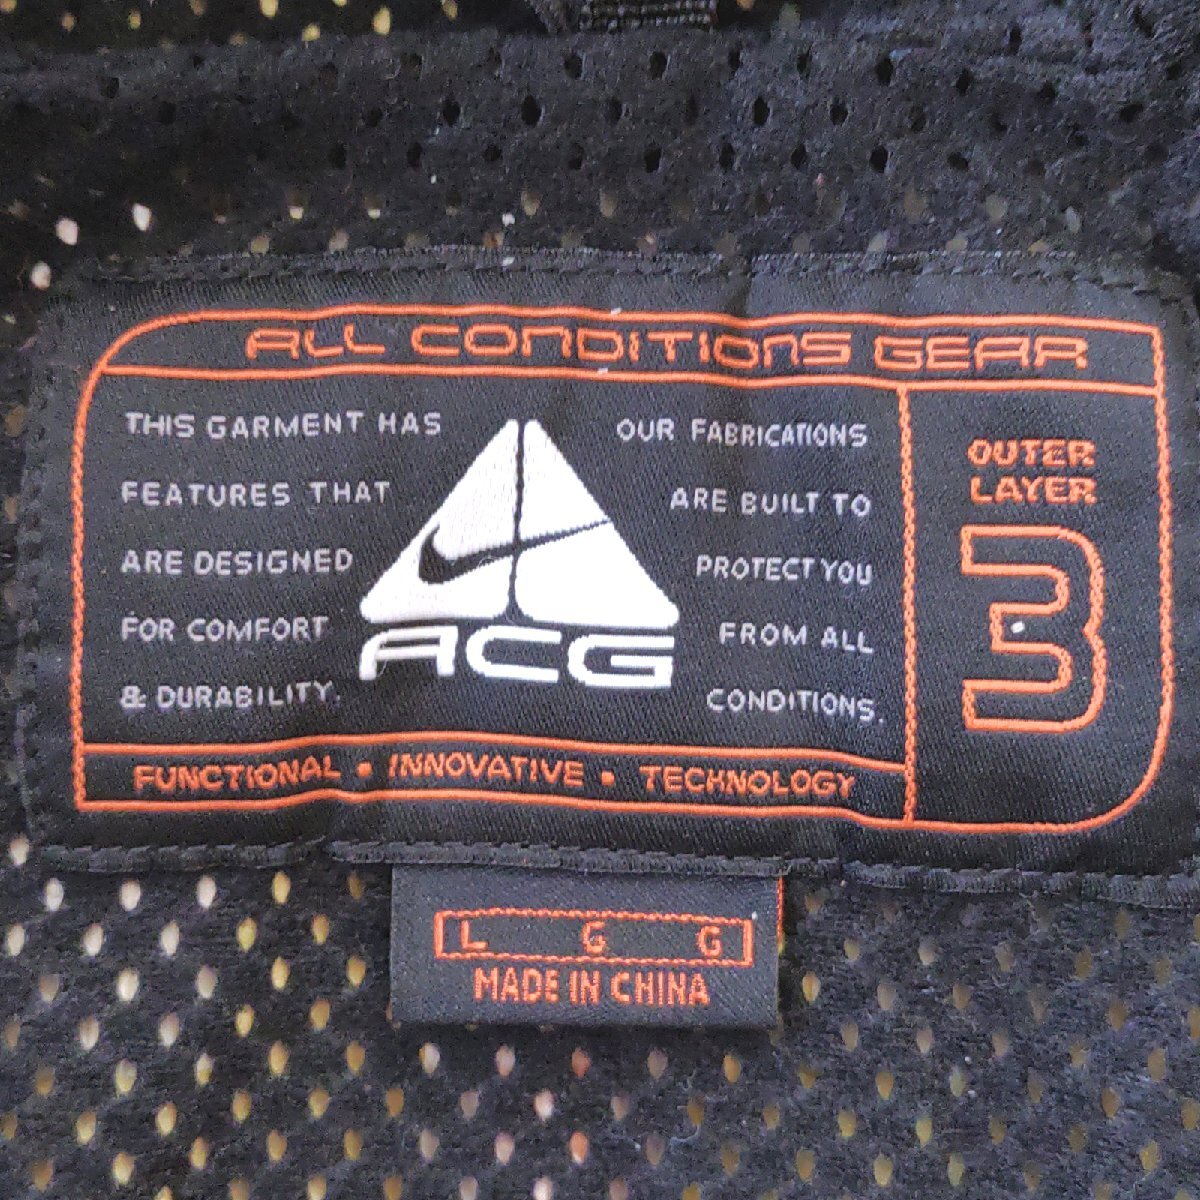 ALL CONDITIONS GEAR
THIS GARMENT HAS
FEATURES THAT
ARE DESIGNED
FOR COMFORT
& DURABILITY.
ACG
OUR FABRICATIONS
ARE BUILT TO
PROTECT YOU
FROM ALL
CONDITIONS.
OUTER
LAYER
3
FUNCTIONAL • INNOVATIVE • TECHNOLOGY
L G G
MADE IN CHINA